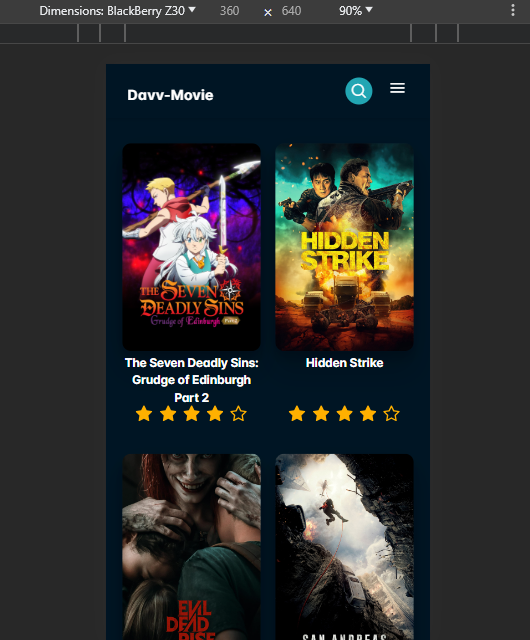 Dimensions: BlackBerry Z30 ▼ 360 × 640 90% ▼
Davv-Movie
THE SEVEN
DEADLY SINS
Grudge of Edinburgh
HIDDEN
STRIKE
The Seven Deadly Sins:
Grudge of Edinburgh
Part 2
Hidden Strike
EVIL
DEAD
RISE
SAN ANDREAS